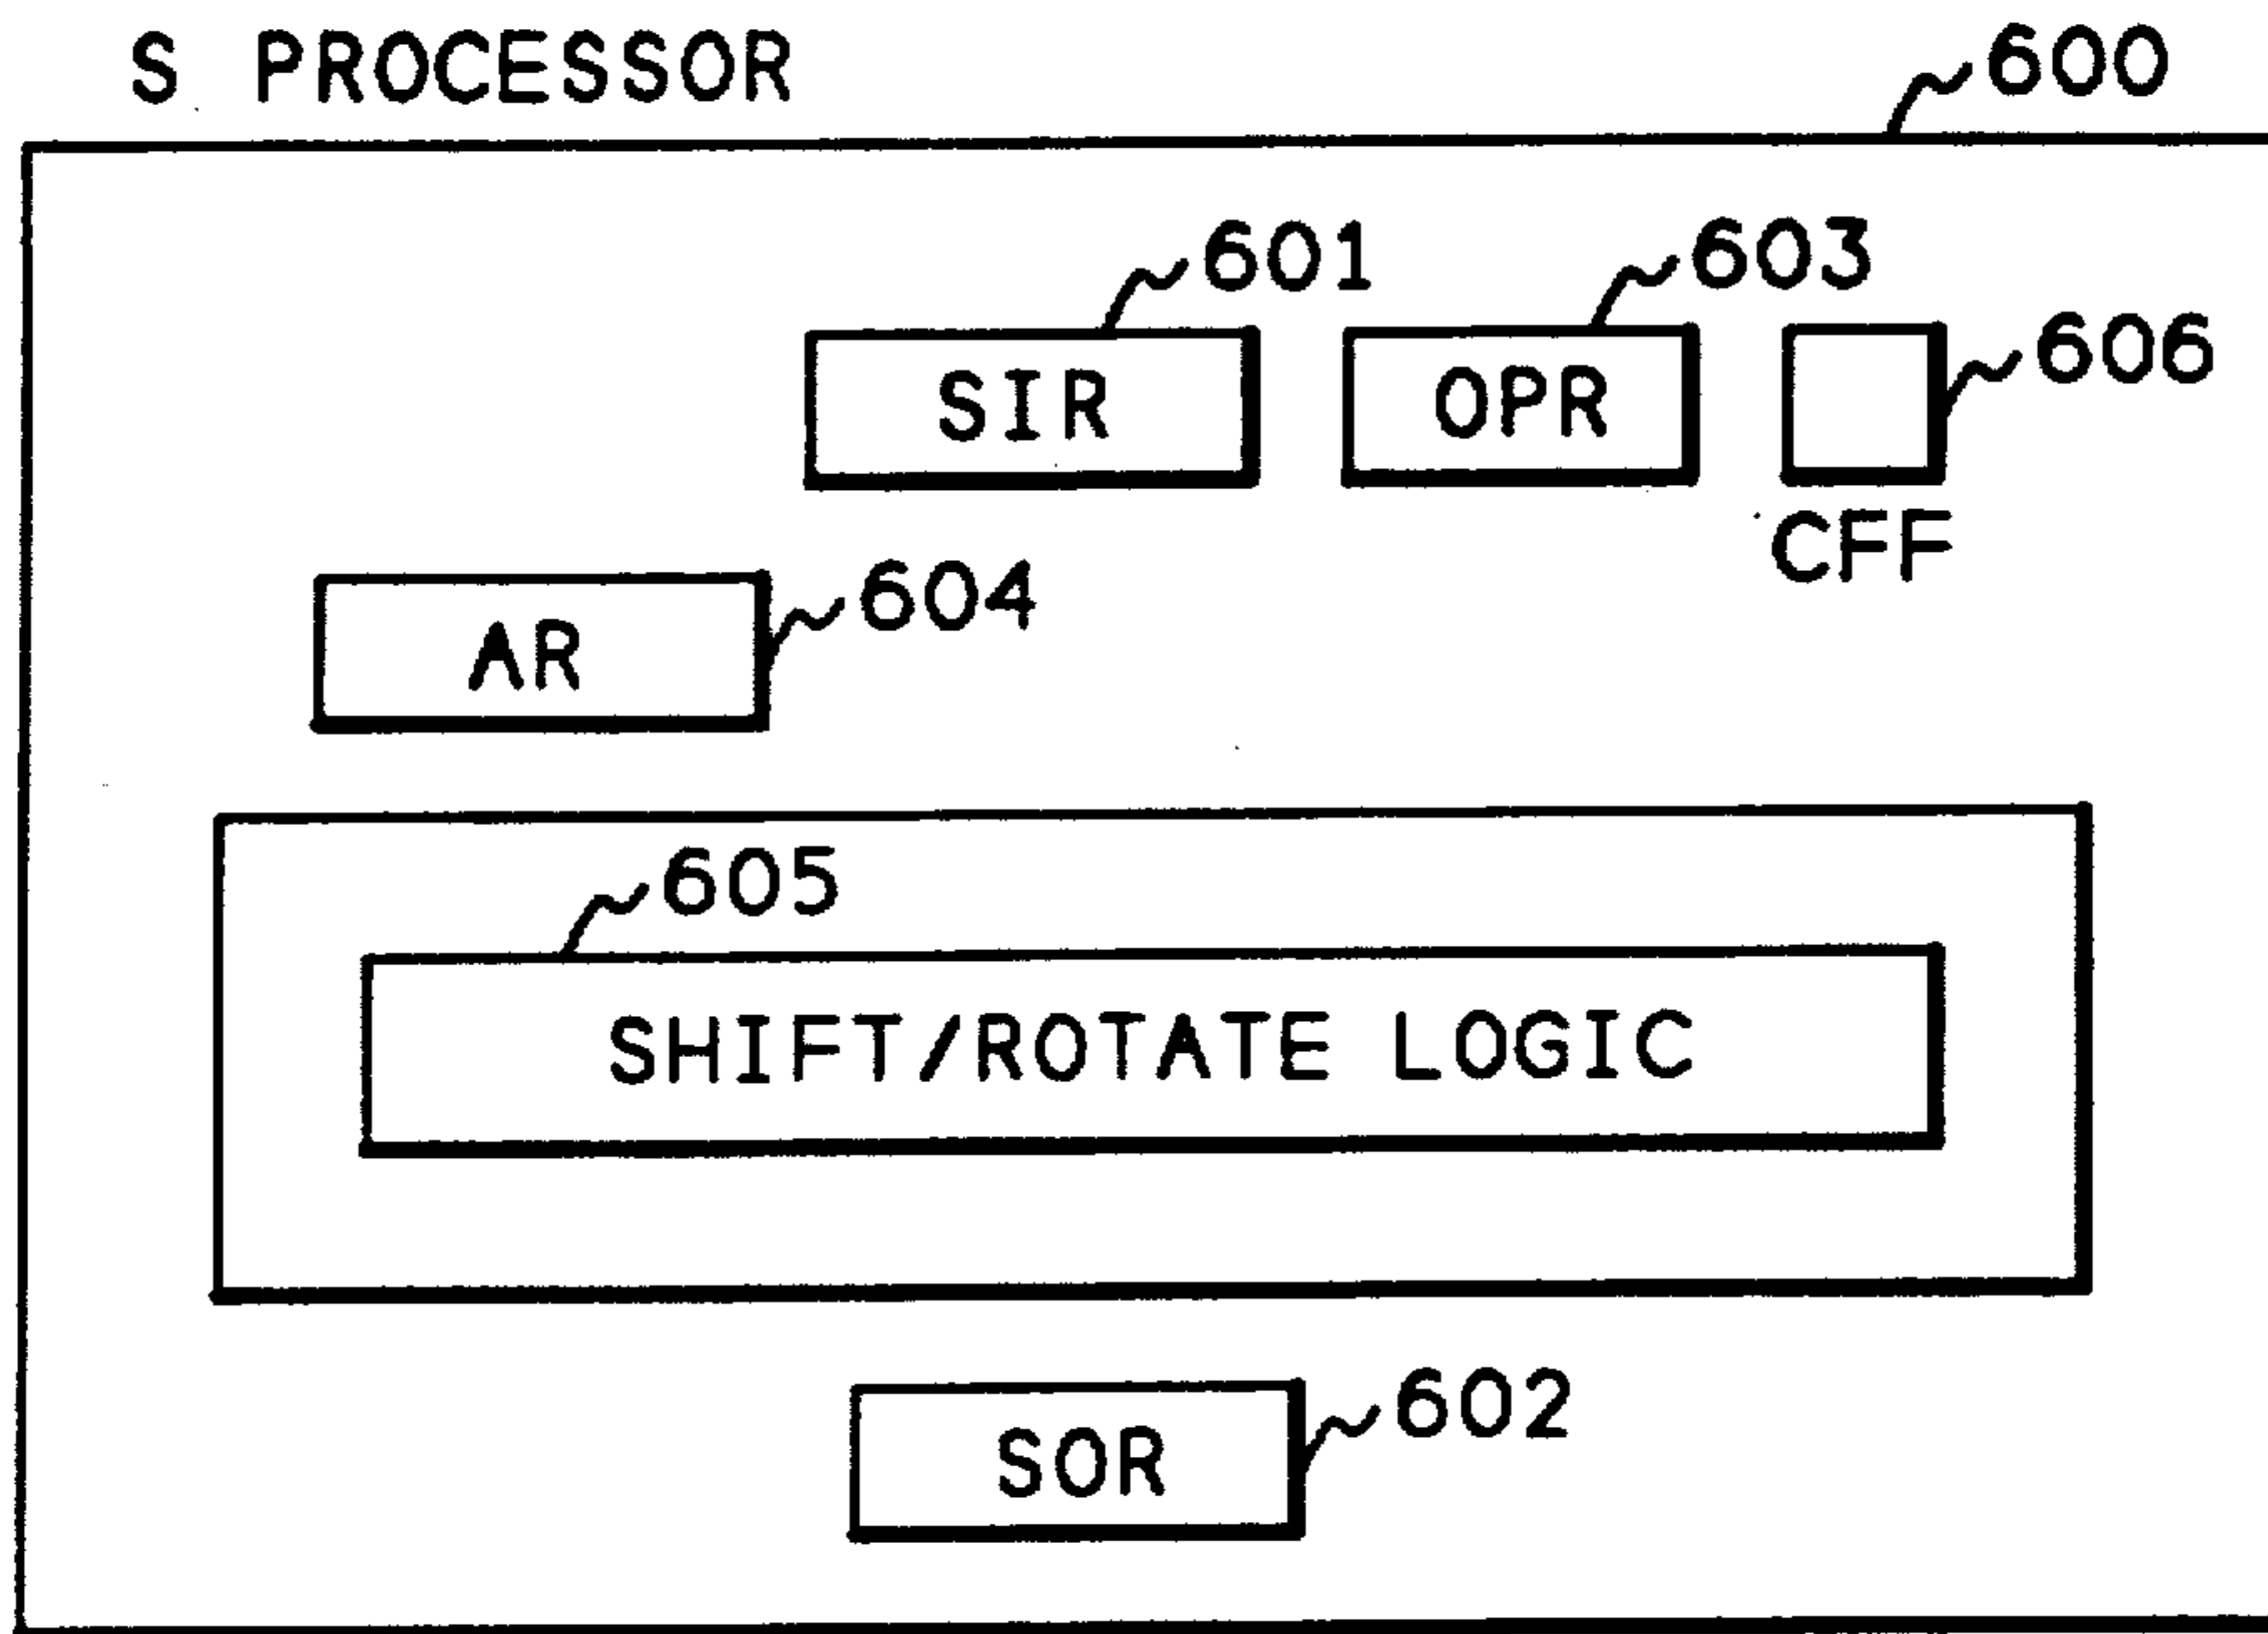 S PROCESSOR
600
601
603
SIR
OPR
606
CFF
604
AR
605
SHIFT/ROTATE LOGIC
602
SOR